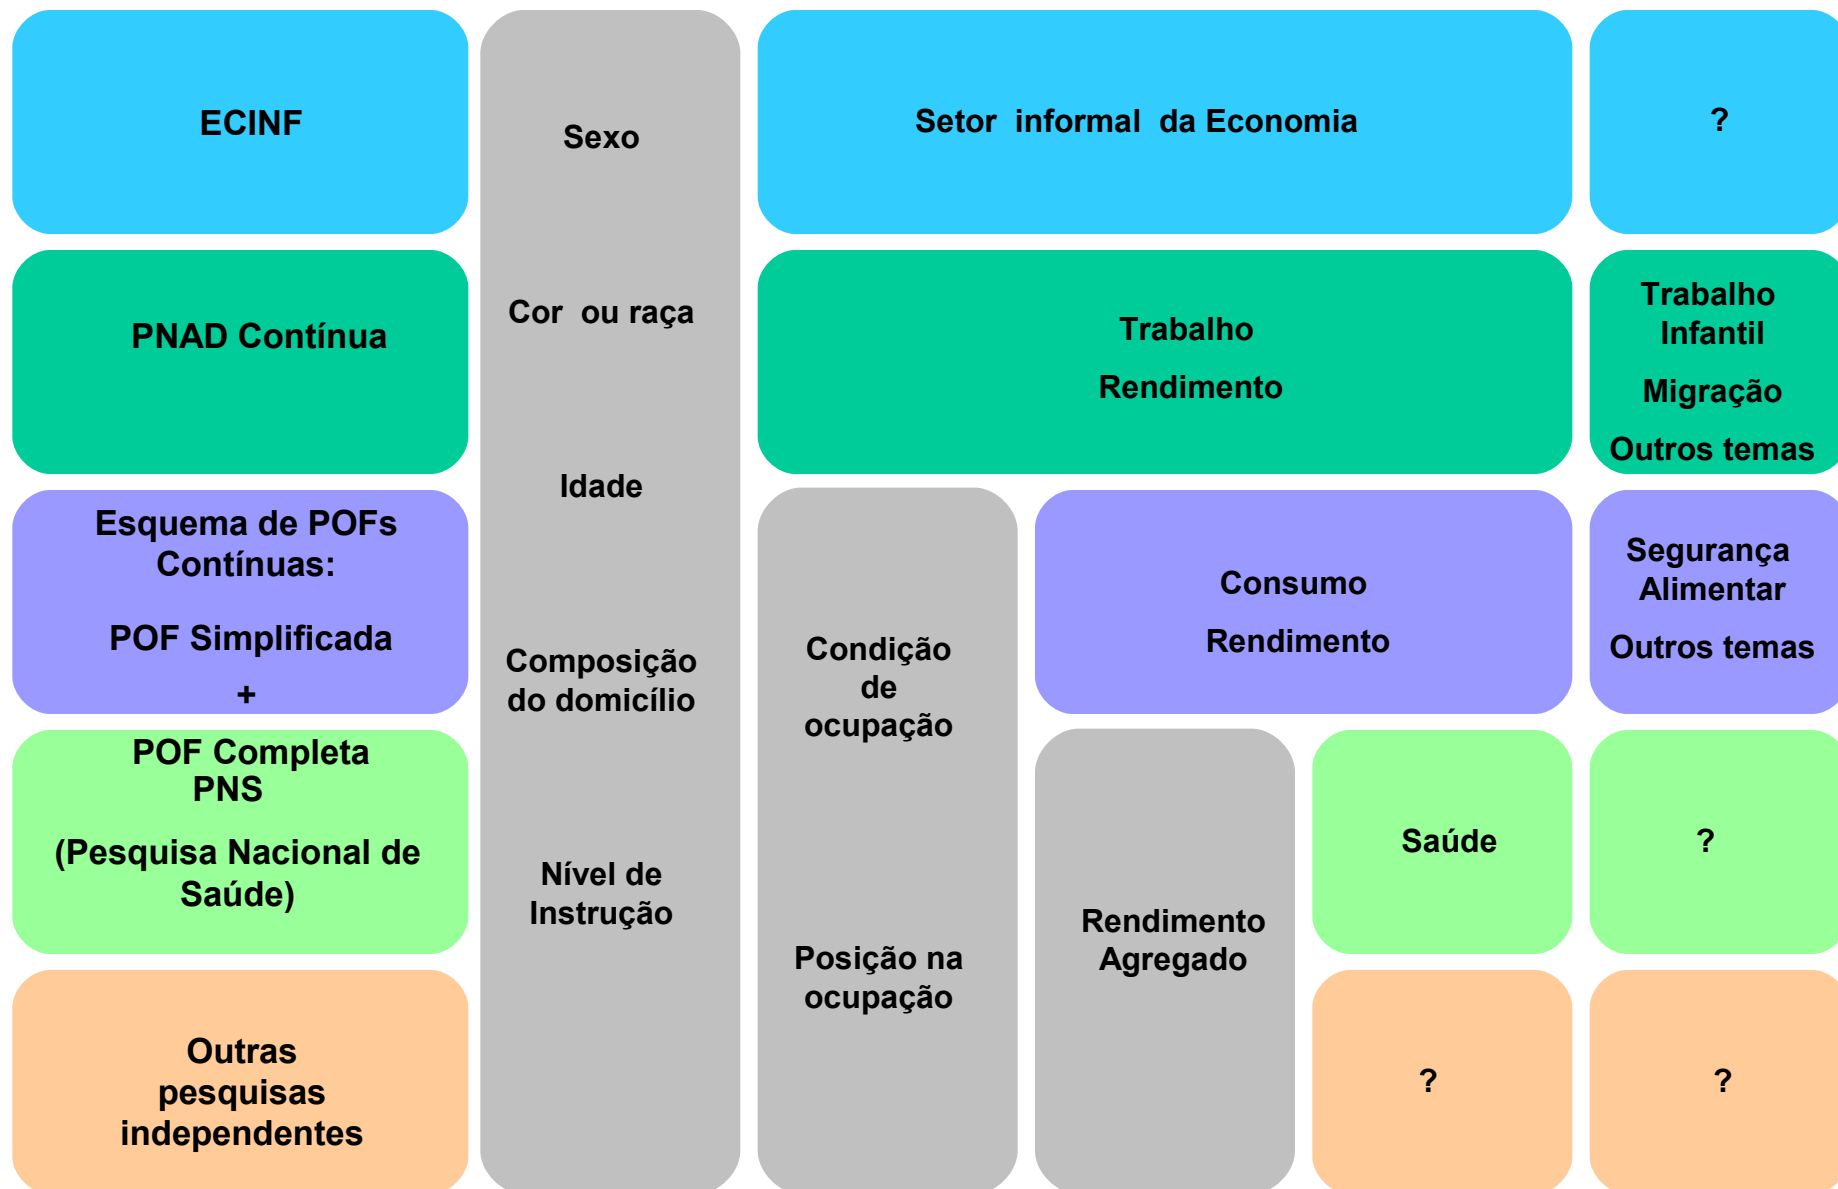 ECINF
Sexo
Setor informal da Economia
?
PNAD Contínua
Cor ou raça
Trabalho
Rendimento
Trabalho
Infantil
Migração
Outros temas
Idade
Esquema de POFs
Contínuas:
POF Simplificada
+
POF Completa
Composição
do domicílio
Condição
de
ocupação
Consumo
Rendimento
Segurança
Alimentar
Outros temas
PNS
(Pesquisa Nacional de
Saúde)
Nível de
Instrução
Posição na
ocupação
Rendimento
Agregado
Saúde
?
Outras
pesquisas
independentes
?
?